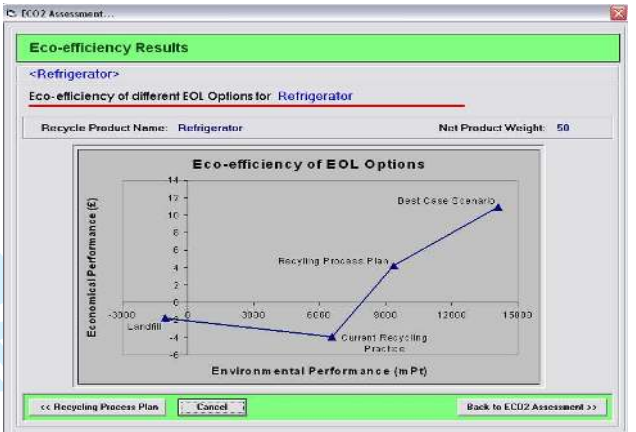 ECO2 Assessment...
Eco-efficiency Results
<Refrigerator>
Eco-efficiency of different EOL Options for Refrigerator
Recycle Product Name: Refrigerator Net Product Weight: 50
Eco-efficiency of EOL Options
Economical Performance (£)
14
12
10
8
6
4
2
0
-2
-4
-6
-3000 0 3000 6000 9000 12000 15000
Best Case Scenario
Recyling Process Plan
Landfill
Current Recycling
Practice
Environmental Performance (mPt)
<< Recycling Process Plan Cancel Back to ECO2 Assessment >>